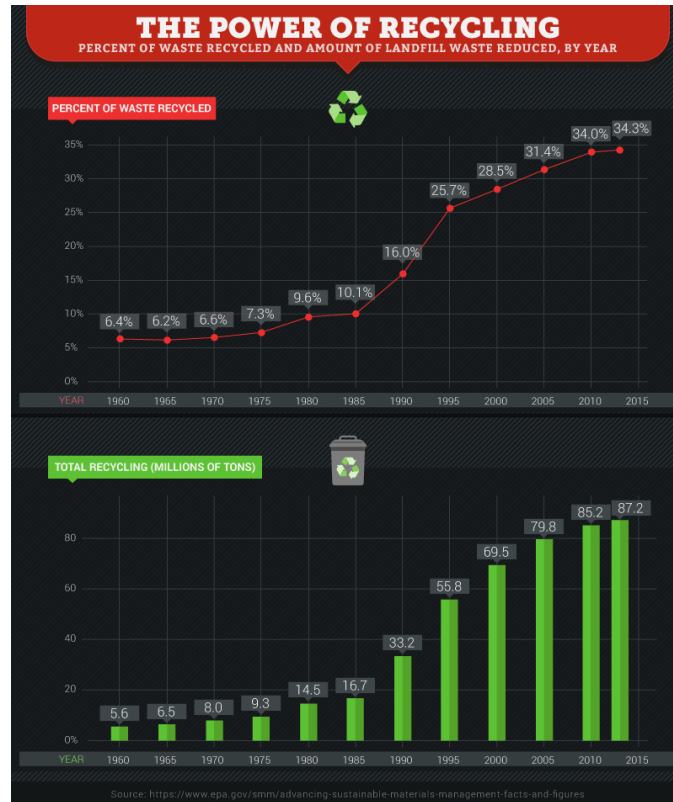 THE POWER OF RECYCLING
PERCENT OF WASTE RECYCLED AND AMOUNT OF LANDFILL WASTE REDUCED, BY YEAR
PERCENT OF WASTE RECYCLED
35%
30%
25%
20%
15%
10%
5%
0%
6.4% 6.2% 6.6% 7.3% 9.6% 10.1% 16.0% 25.7% 28.5% 31.4% 34.0% 34.3%
YEAR 1960 1965 1970 1975 1980 1985 1990 1995 2000 2005 2010 2015
TOTAL RECYCLING (MILLIONS OF TONS)
80
60
40
20
0%
5.6 6.5 8.0 9.3 14.5 16.7 33.2 55.8 69.5 79.8 85.2 87.2
YEAR 1960 1965 1970 1975 1980 1985 1990 1995 2000 2005 2010 2015
Source: https://www.epa.gov/smm/advancing-sustainable-materials-management-facts-and-figures